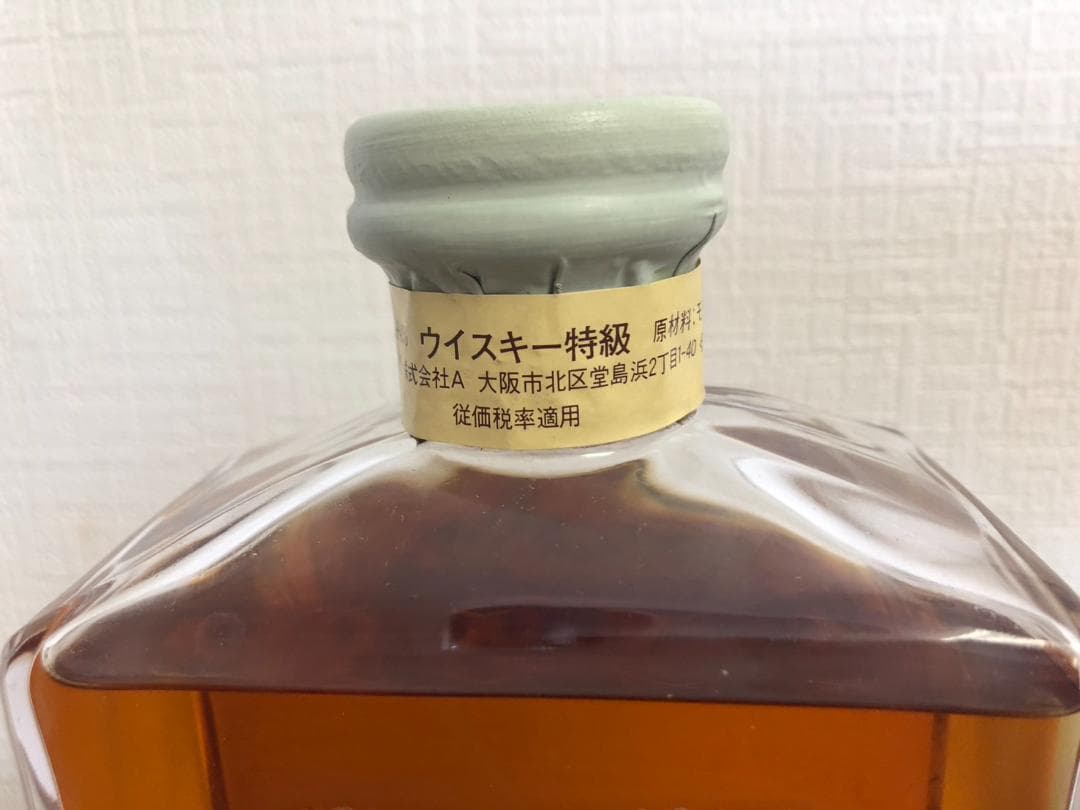 ウイスキー特級 原材料:モ
式会社A 大阪市北区堂島浜2丁目1-40
従価税率適用